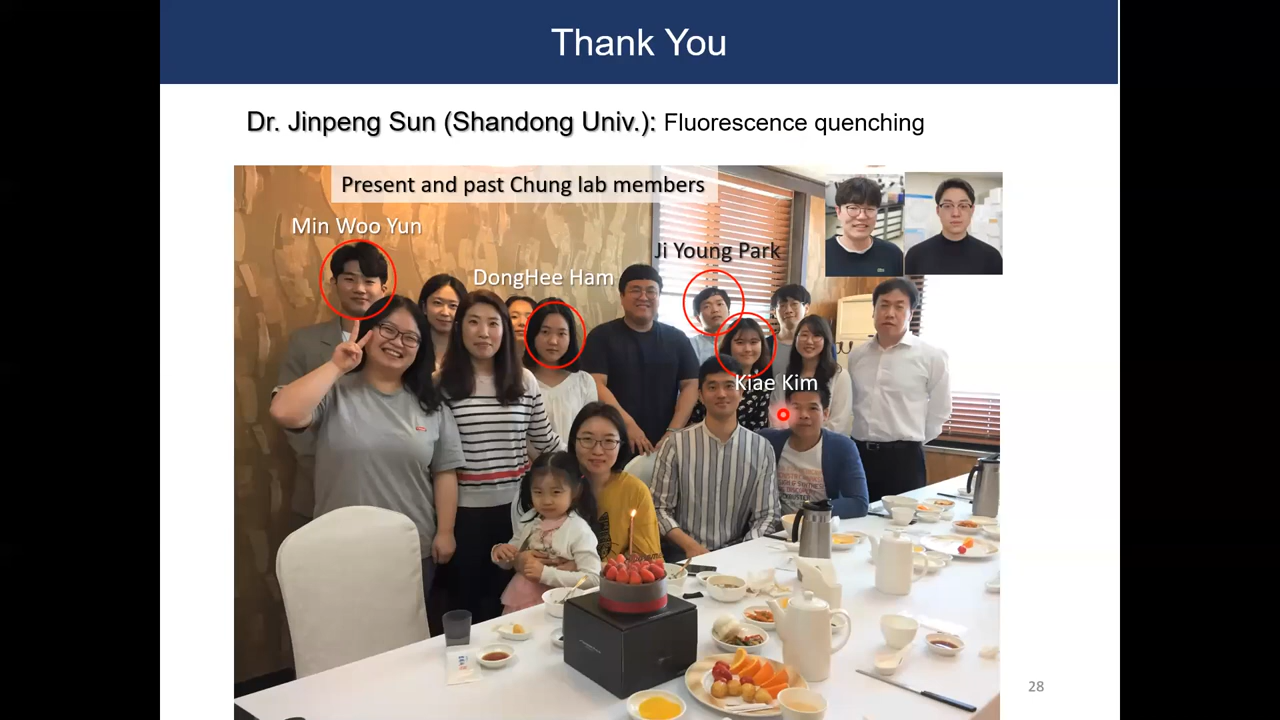 Thank You
Dr. Jinpeng Sun (Shandong Univ.): Fluorescence quenching
Present and past Chung lab members
Min Woo Yun
Ji Young Park
DongHee Ham
Kiae Kim
28